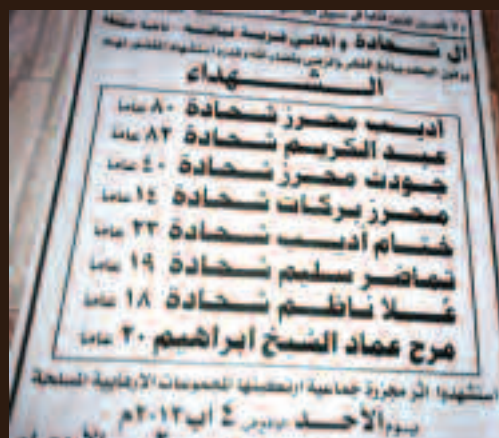 آل شحادة وأهالي قرية
الشهداء
أديب محرز شحادة ٨٠ عاما
عبد الكريم شحادة ٨٢ عاما
جودت محرز شحادة ٤٠ عاما
محرز بركات شحادة ١٤ عاما
ختام أديب شحادة ٣٣ عاما
تماضر سليم شحادة ١٩ عاما
علا ناظم شحادة ١٨ عاما
مرح عماد الشيخ ابراهيم ٢٠ عاما
استشهدوا اثر مجزرة جماعية ارتكبتها المجموعات الارهابية المسلحة
يوم الأحد ٤ آب ٢٠١٣م